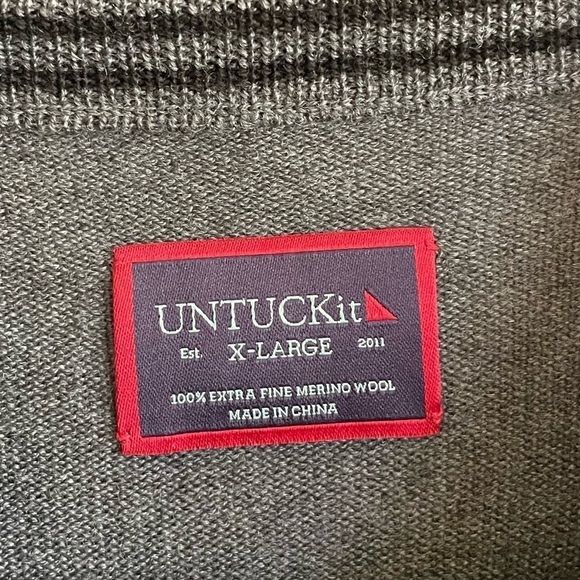 UNTUCKit
Est. X-LARGE 2011
100% EXTRA FINE MERINO WOOL
MADE IN CHINA